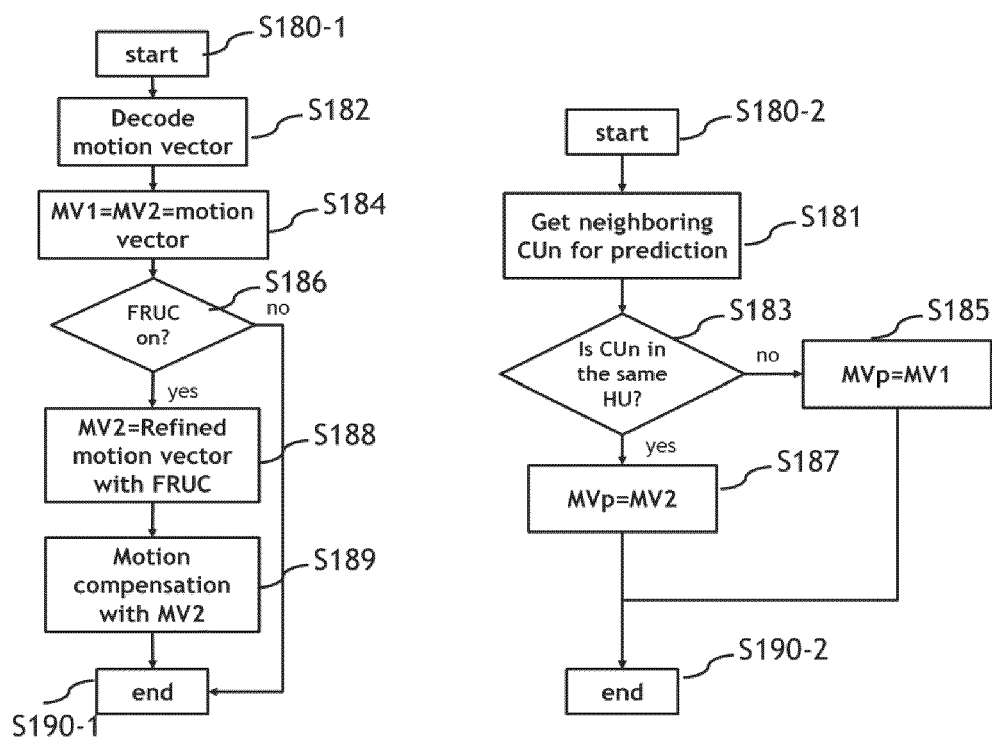 start
S180-1
Decode
motion vector
S182
MV1=MV2=motion
vector
S184
FRUC
on?
S186
no
yes
MV2=Refined
motion vector
with FRUC
S188
Motion
compensation
with MV2
S189
end
S190-1
start
S180-2
Get neighboring
CUn for prediction
S181
Is CUn in
the same
HU?
S183
no
MVp=MV1
S185
yes
MVp=MV2
S187
end
S190-2